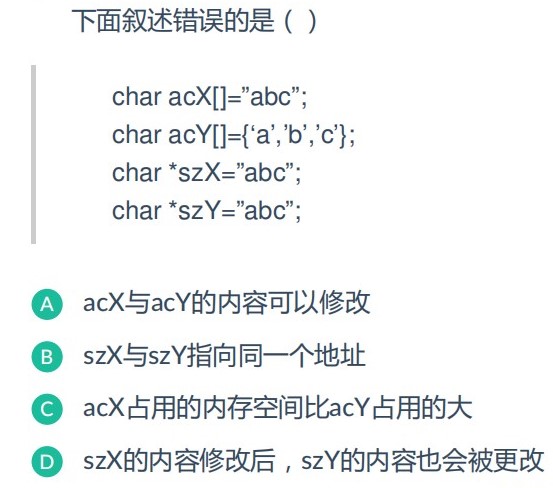 下面叙述错误的是（ ）
char acX[]=”abc”;
char acY[]={‘a’,’b’,’c’};
char *szX=”abc”;
char *szY=”abc”;
A acX与acY的内容可以修改
B szX与szY指向同一个地址
C acX占用的内存空间比acY占用的大
D szX的内容修改后，szY的内容也会被更改